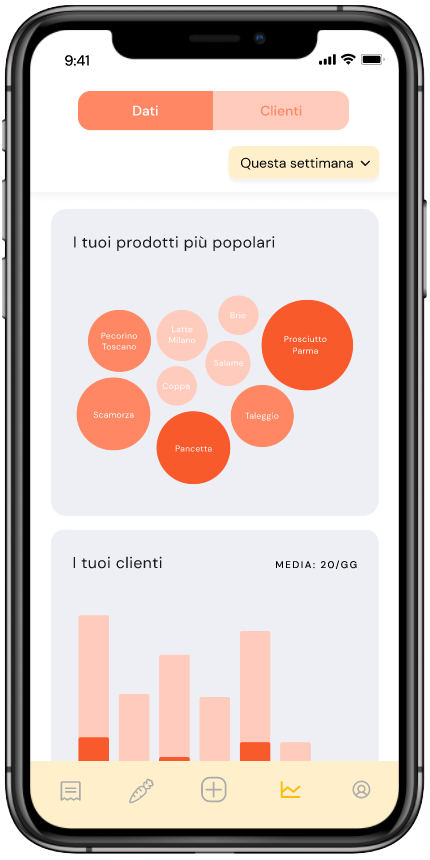 9:41
Dati
Clienti
Questa settimana
I tuoi prodotti più popolari
Brie
Pecorino
Toscano
Latte
Milano
Prosciutto
Parma
Salame
Coppa
Scamorza
Taleggio
Pancetta
I tuoi clienti
MEDIA: 20/GG